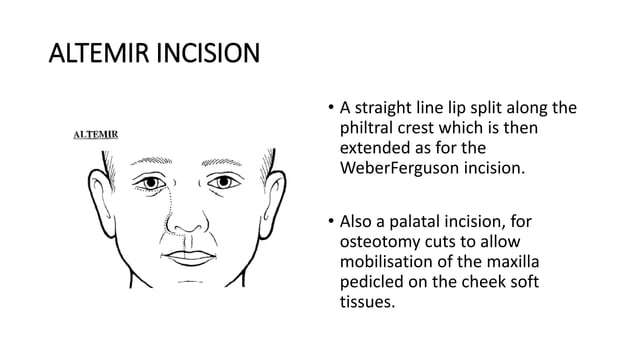 ALTEMIR INCISION
ALTEMIR
• A straight line lip split along the
philtral crest which is then
extended as for the
WeberFerguson incision.
• Also a palatal incision, for
osteotomy cuts to allow
mobilisation of the maxilla
pedicled on the cheek soft
tissues.